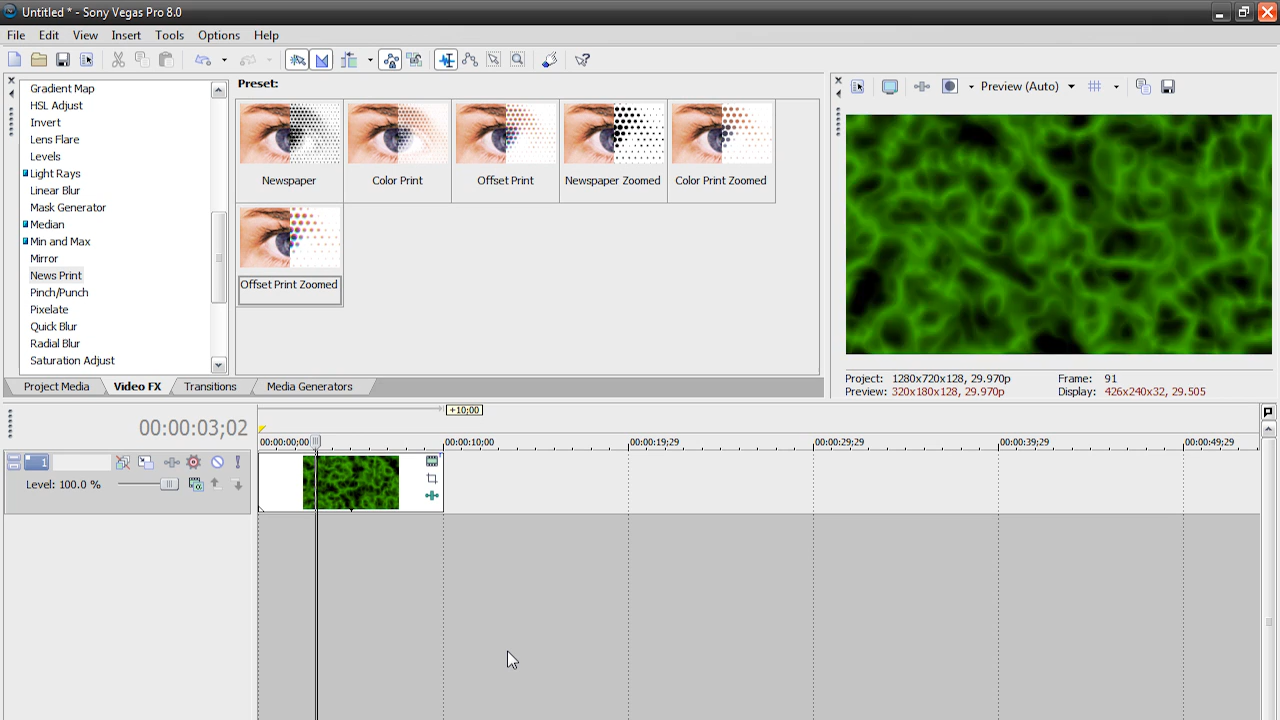 Untitled * - Sony Vegas Pro 8.0
File Edit View Insert Tools Options Help
Gradient Map
HSL Adjust
Invert
Lens Flare
Levels
Light Rays
Linear Blur
Mask Generator
Median
Min and Max
Mirror
News Print
Pinch/Punch
Pixelate
Quick Blur
Radial Blur
Saturation Adjust
Preset:
Newspaper
Color Print
Offset Print
Newspaper Zoomed
Color Print Zoomed
Offset Print Zoomed
Project Media Video FX Transitions Media Generators
Preview (Auto)
Project: 1280x720x128, 29.970p Frame: 91
Preview: 320x180x128, 29.970p Display: 426x240x32, 29.505
00:00:03;02
+10;00
00:00:00;00 00:00:10;00 00:00:19;29 00:00:29;29 00:00:39;29 00:00:49;29
1
Level: 100.0 %